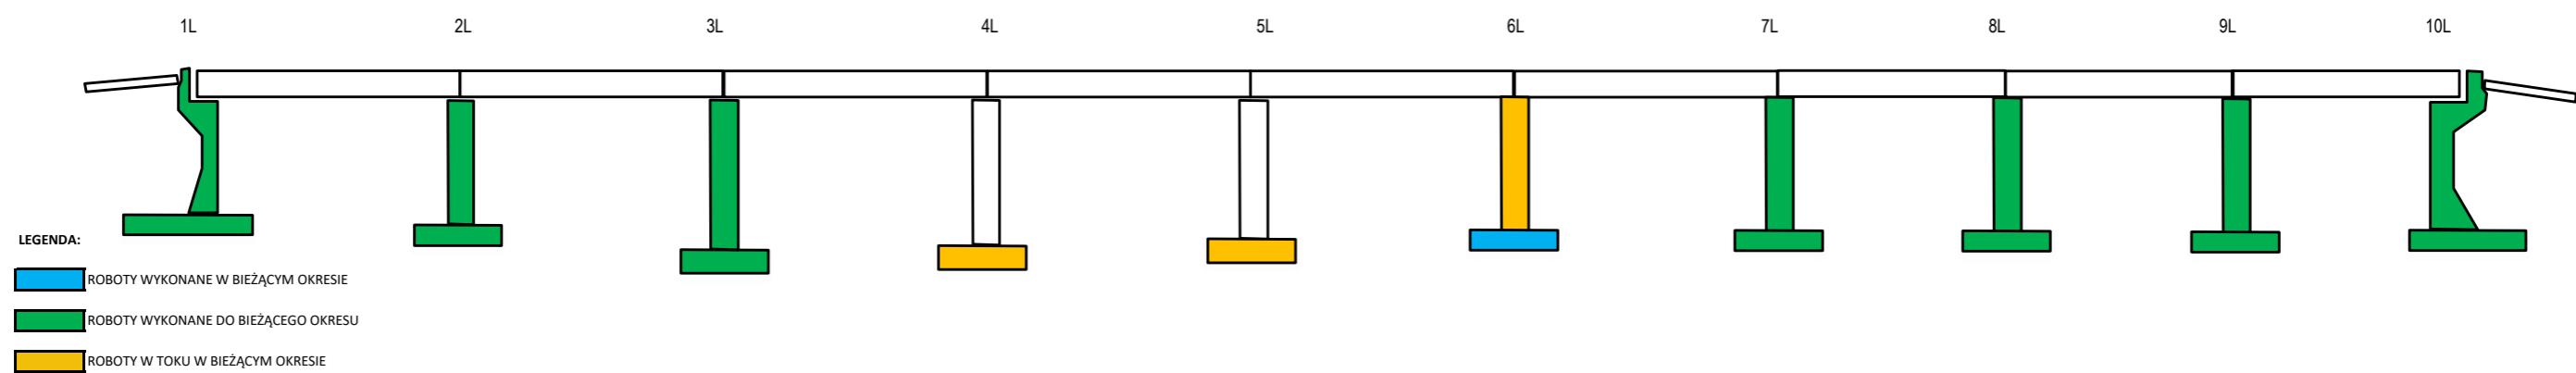 1L 2L 3L 4L 5L 6L 7L 8L 9L 10L
LEGENDA:
ROBOTY WYKONANE W BIEŻĄCYM OKRESIE
ROBOTY WYKONANE DO BIEŻĄCEGO OKRESU
ROBOTY W TOKU W BIEŻĄCYM OKRESIE